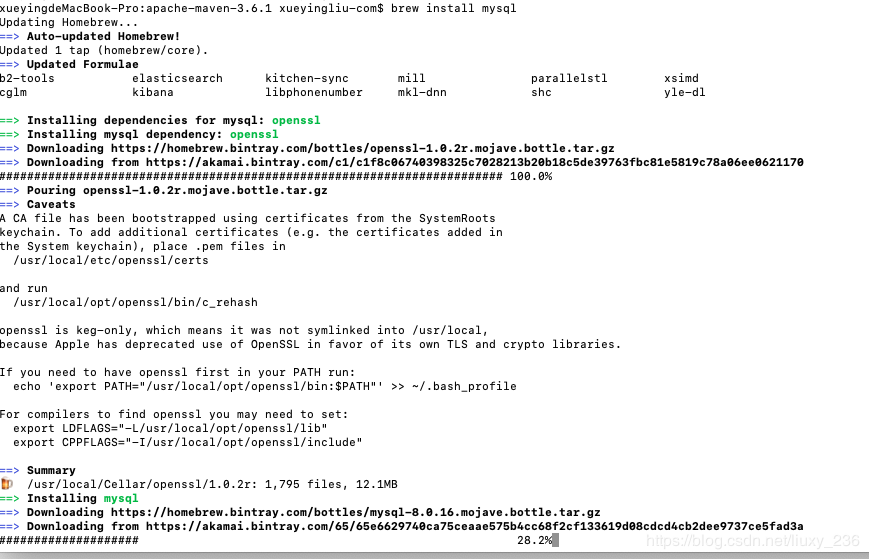 xueyingdeMacBook-Pro:apache-maven-3.6.1 xueyingliu-com$ brew install mysql
Updating Homebrew...
==> Auto-updated Homebrew!
Updated 1 tap (homebrew/core).
==> Updated Formulae
b2-tools elasticsearch kitchen-sync mill parallelstl xsimd
cglm kibana libphonenumber mkl-dnn shc yle-dl
==> Installing dependencies for mysql: openssl
==> Installing mysql dependency: openssl
==> Downloading https://homebrew.bintray.com/bottles/openssl-1.0.2r.mojave.bottle.tar.gz
==> Downloading from https://akamai.bintray.com/c1/c1f8c06740398325c7028213b20b18c5de39763fbc81e5819c78a06ee0621170
######################################################################## 100.0%
==> Pouring openssl-1.0.2r.mojave.bottle.tar.gz
==> Caveats
A CA file has been bootstrapped using certificates from the SystemRoots
keychain. To add additional certificates (e.g. the certificates added in
the System keychain), place .pem files in
/usr/local/etc/openssl/certs
and run
/usr/local/opt/openssl/bin/c_rehash
openssl is keg-only, which means it was not symlinked into /usr/local,
because Apple has deprecated use of OpenSSL in favor of its own TLS and crypto libraries.
If you need to have openssl first in your PATH run:
echo 'export PATH="/usr/local/opt/openssl/bin:$PATH"' >> ~/.bash_profile
For compilers to find openssl you may need to set:
export LDFLAGS="-L/usr/local/opt/openssl/lib"
export CPPFLAGS="-I/usr/local/opt/openssl/include"
==> Summary
🍺 /usr/local/Cellar/openssl/1.0.2r: 1,795 files, 12.1MB
==> Installing mysql
==> Downloading https://homebrew.bintray.com/bottles/mysql-8.0.16.mojave.bottle.tar.gz
==> Downloading from https://akamai.bintray.com/65/65e6629740ca75ceaae575b4cc68f2cf133619d08cdcd4cb2dee9737ce5fad3a
#################### 28.2%
https://blog.csdn.net/liuxy_236